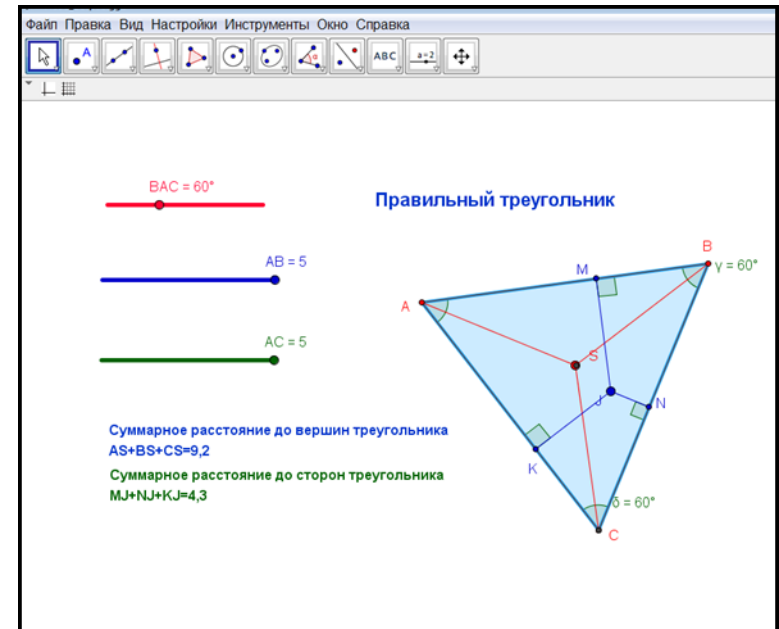 Файл Правка Вид Настройки Инструменты Окно Справка
A ABC a=2
BAC = 60°
Правильный треугольник
AB = 5
AC = 5
Суммарное расстояние до вершин треугольника
AS+BS+CS=9,2
Суммарное расстояние до сторон треугольника
MJ+NJ+KJ=4,3
B
M
γ = 60°
A
S
J
N
K
δ = 60°
C